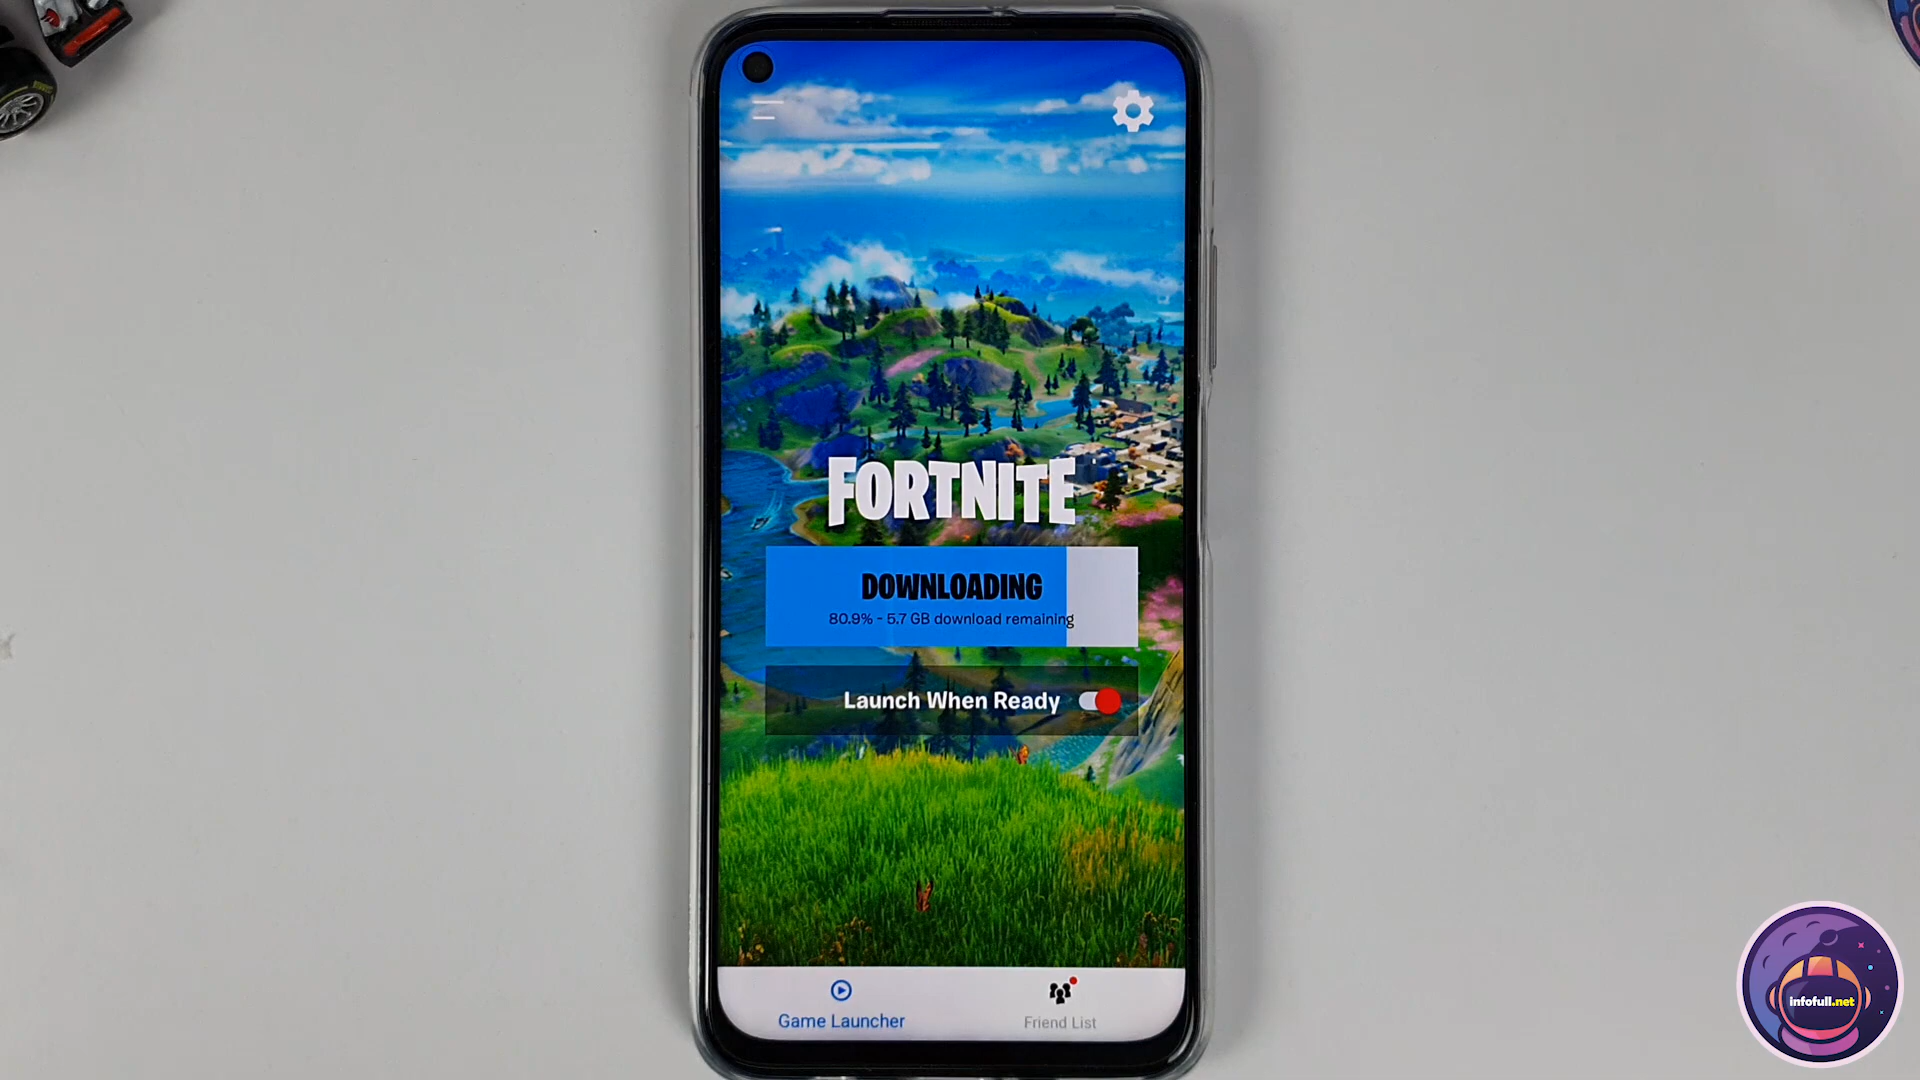 FORTNITE
DOWNLOADING
80.9% - 5.7 GB download remaining
Launch When Ready
Game Launcher
Friend List
infofull.net